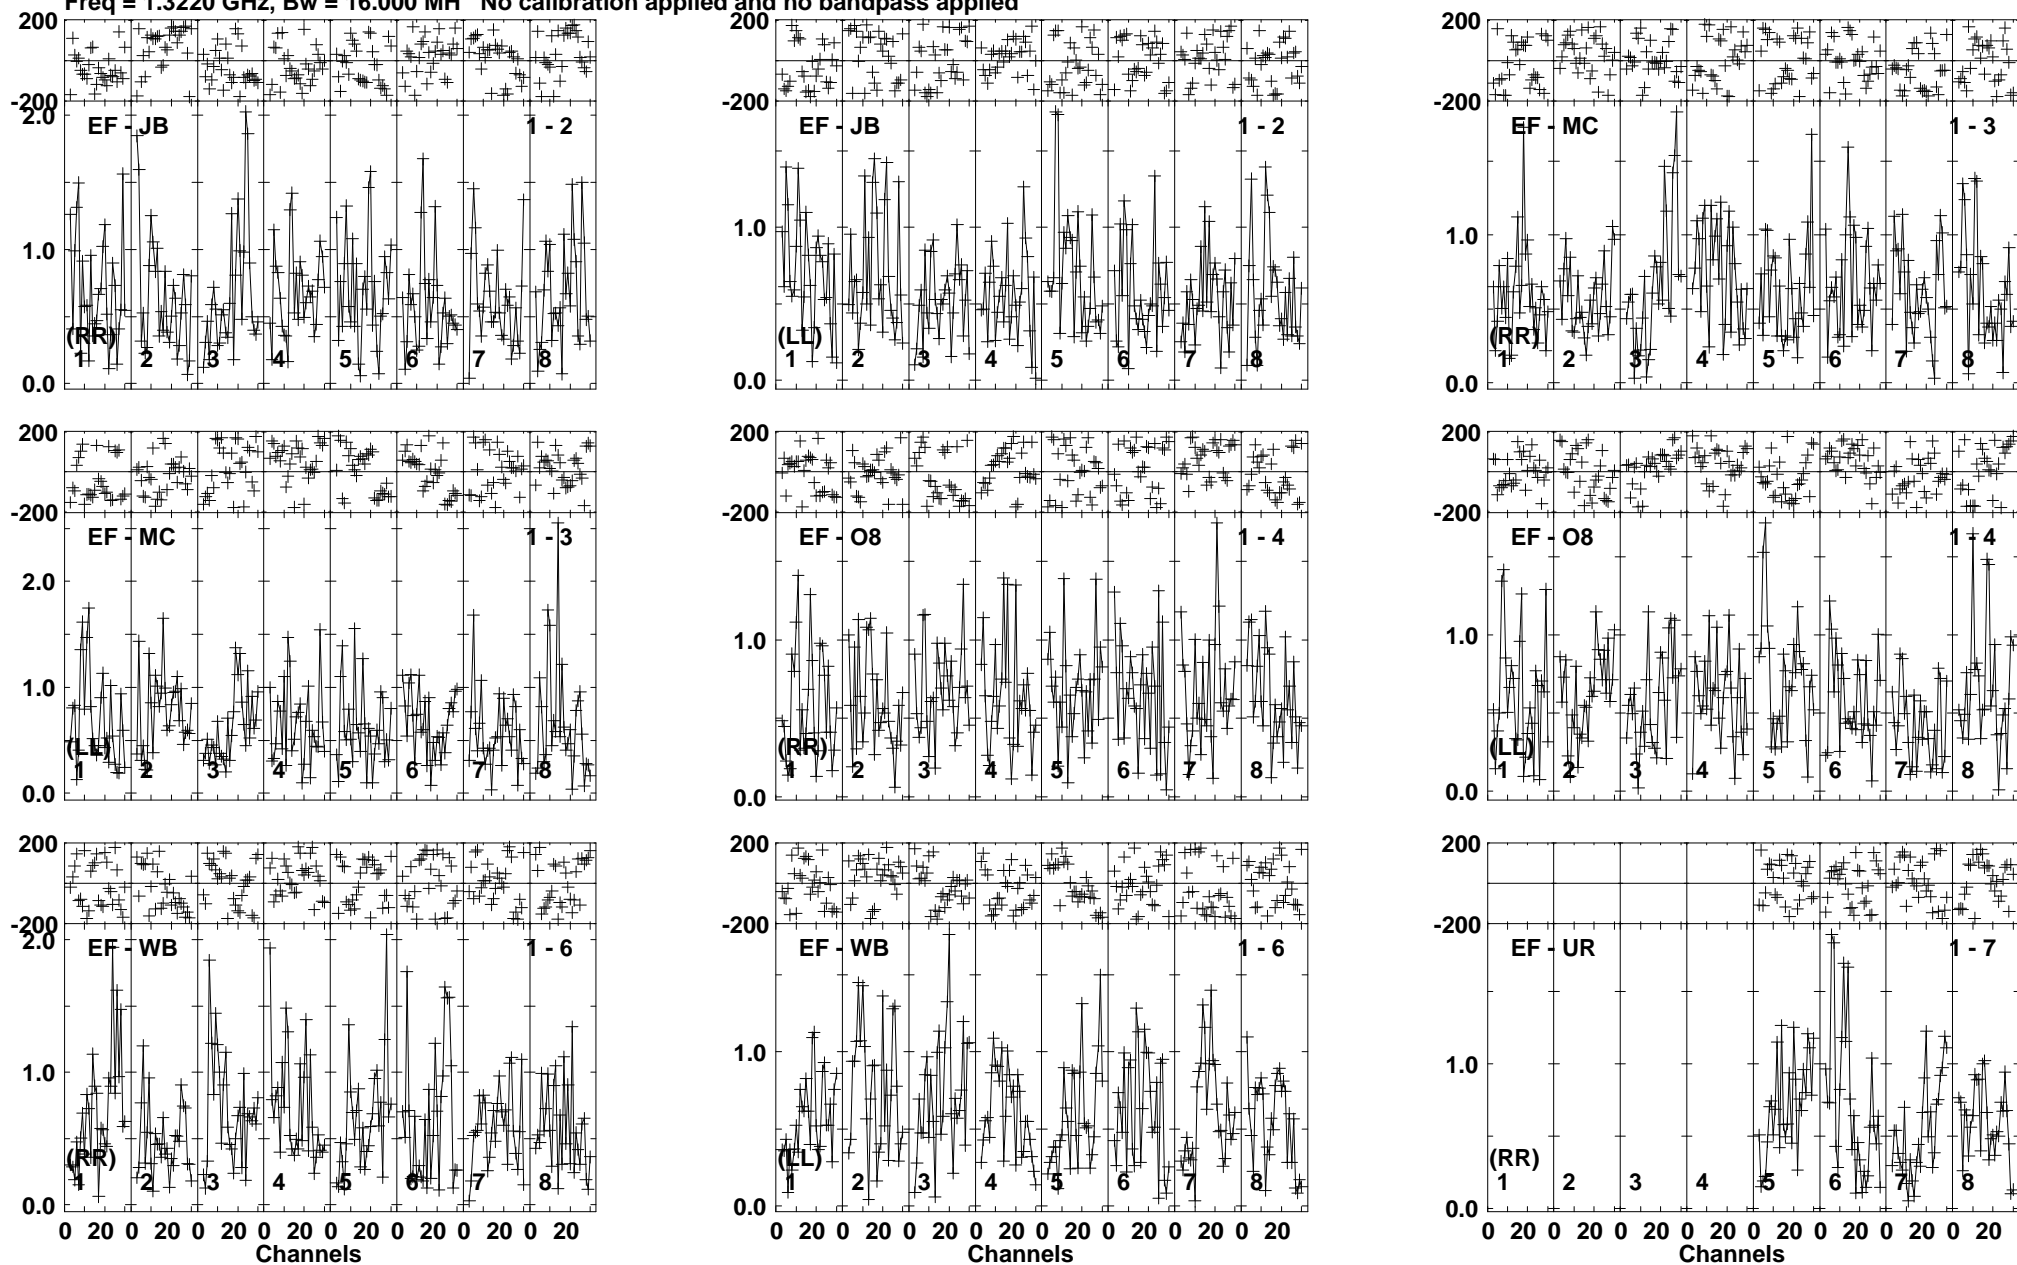 Freq = 1.3220 GHz, Bw = 16.000 MH No calibration applied and no bandpass applied
200
-200
2.0
1.0
0.0
EF - JB 1 - 2
(RR)
1 2 3 4 5 6 7 8
200
-200
1.0
0.0
EF - JB 1 - 2
(LL)
1 2 3 4 5 6 7 8
200
-200
1.0
0.0
EF - MC 1 - 3
(RR)
1 2 3 4 5 6 7 8
200
-200
2.0
1.0
0.0
EF - MC 1 - 3
(LL)
1 2 3 4 5 6 7 8
200
-200
1.0
0.0
EF - O8 1 - 4
(RR)
1 2 3 4 5 6 7 8
200
-200
1.0
0.0
EF - O8 1 - 4
(LL)
1 2 3 4 5 6 7 8
200
-200
2.0
1.0
0.0
EF - WB 1 - 6
(RR)
1 2 3 4 5 6 7 8
0 20 0 20 0 20 0 20 0 20 0 20 0 20 0 20
Channels
200
-200
1.0
0.0
EF - WB 1 - 6
(LL)
1 2 3 4 5 6 7 8
0 20 0 20 0 20 0 20 0 20 0 20 0 20 0 20
Channels
200
-200
1.0
0.0
EF - UR 1 - 7
(RR)
1 2 3 4 5 6 7 8
0 20 0 20 0 20 0 20 0 20 0 20 0 20 0 20
Channels